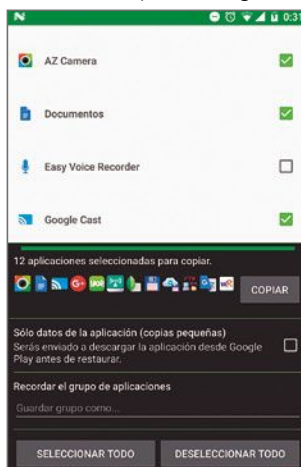 0:31
AZ Camera
Documentos
Easy Voice Recorder
Google Cast
12 aplicaciones seleccionadas para copiar.
COPIAR
Sólo datos de la aplicación (copias pequeñas)
Serás enviado a descargar la aplicación desde Google
Play antes de restaurar.
Recordar el grupo de aplicaciones
Guardar grupo como...
SELECCIONAR TODO
DESELECCIONAR TODO